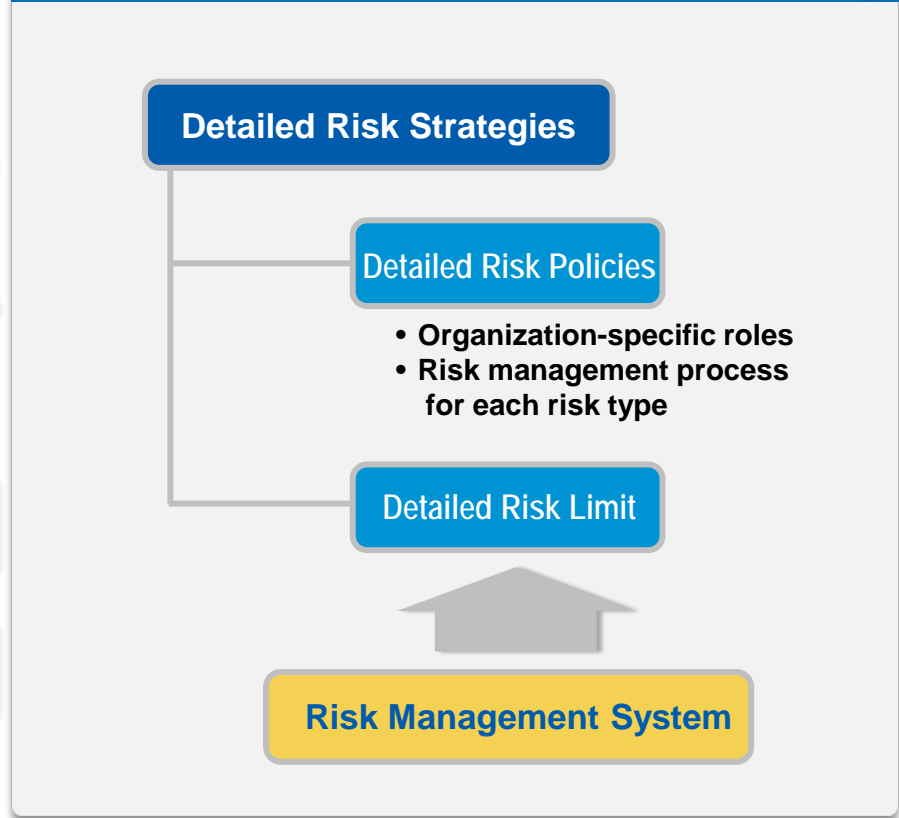 Detailed Risk Strategies
Detailed Risk Policies
• Organization-specific roles
• Risk management process
for each risk type
Detailed Risk Limit
Risk Management System